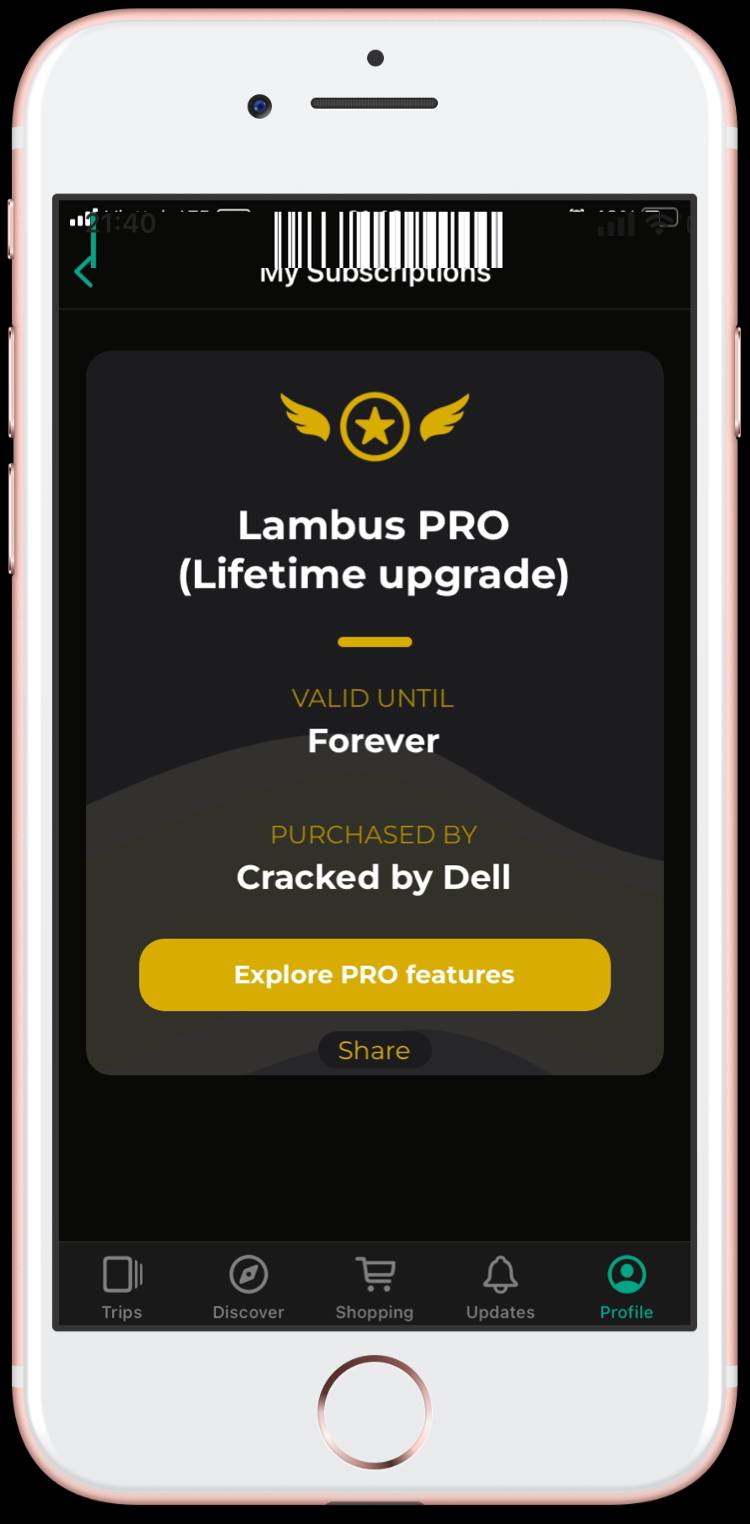 21:40
My Subscriptions
Lambus PRO
(Lifetime upgrade)
VALID UNTIL
Forever
PURCHASED BY
Cracked by Dell
Explore PRO features
Share
Trips
Discover
Shopping
Updates
Profile